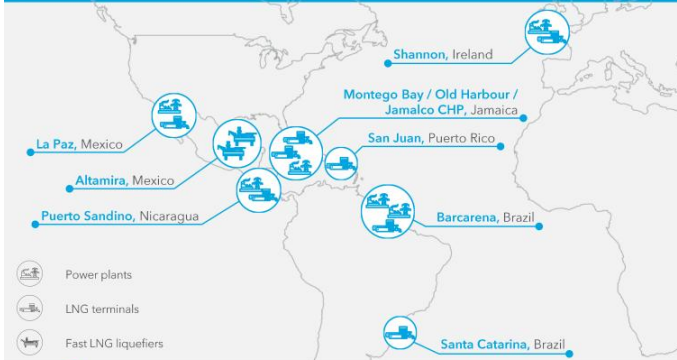 Shannon, Ireland
Montego Bay / Old Harbour /
Jamalco CHP, Jamaica
La Paz, Mexico
San Juan, Puerto Rico
Altamira, Mexico
Puerto Sandino, Nicaragua
Barcarena, Brazil
Power plants
LNG terminals
Fast LNG liquefiers
Santa Catarina, Brazil